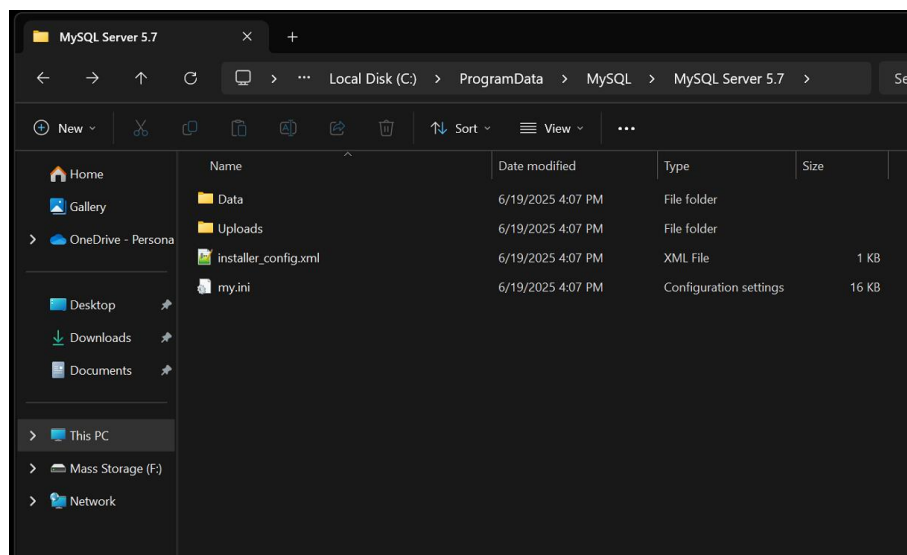 MySQL Server 5.7
Local Disk (C:) > ProgramData > MySQL > MySQL Server 5.7 >
New Sort View
Name Date modified Type Size
Home
Gallery
OneDrive - Persona
Desktop
Downloads
Documents
This PC
Mass Storage (F:)
Network
Data 6/19/2025 4:07 PM File folder
Uploads 6/19/2025 4:07 PM File folder
installer_config.xml 6/19/2025 4:07 PM XML File 1 KB
my.ini 6/19/2025 4:07 PM Configuration settings 16 KB